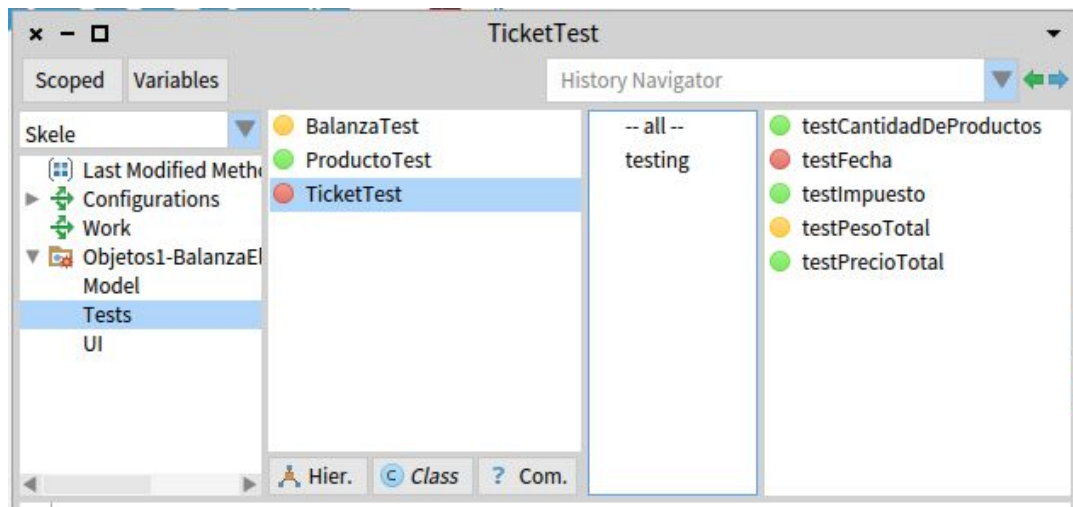 TicketTest
Scoped
Variables
History Navigator
Skele
Last Modified Metho
Configurations
Work
Objetos1-BalanzaEl
Model
Tests
UI
BalanzaTest
ProductoTest
TicketTest
Hier.
Class
? Com.
-- all --
testing
testCantidadDeProductos
testFecha
testImpuesto
testPesoTotal
testPrecioTotal